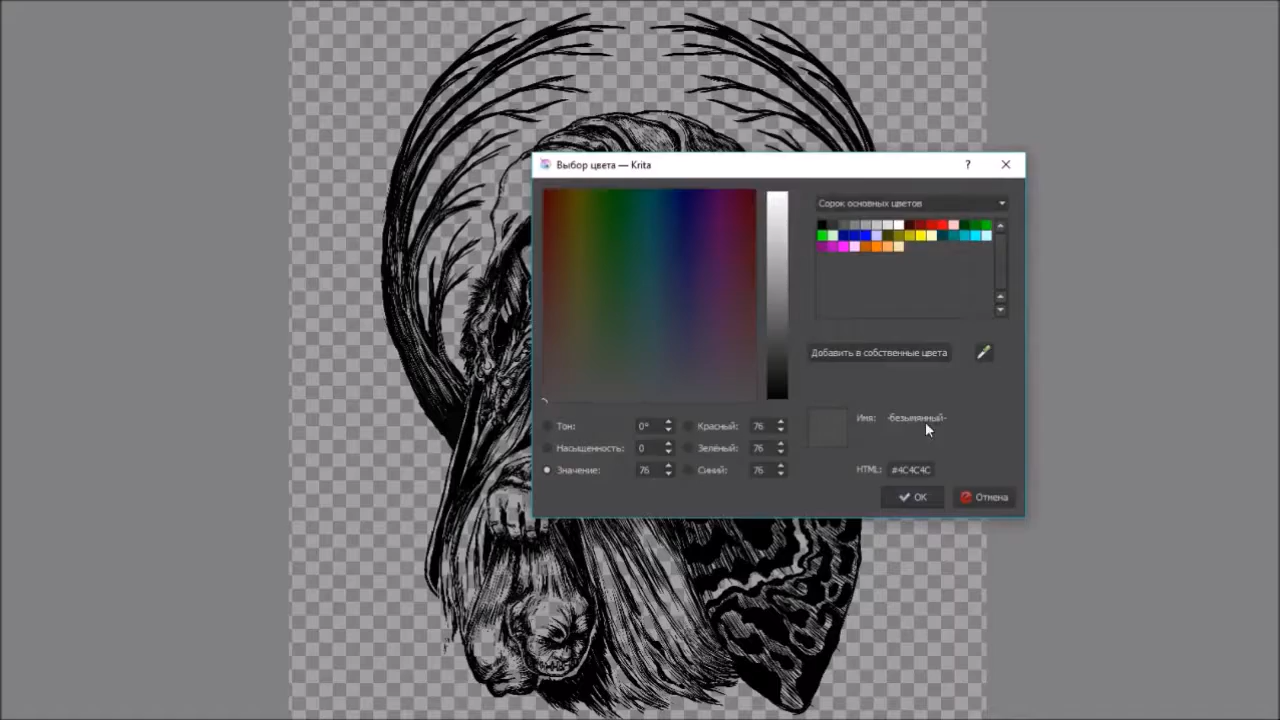 Выбор цвета — Krita
?
Сорок основных цветов
Добавить в собственные цвета
Имя: -безымянный-
Тон: 0°
Красный: 76
Насыщенность: 0
Зелёный: 76
Значение: 76
Синий: 76
HTML: #4C4C4C
OK
Отмена